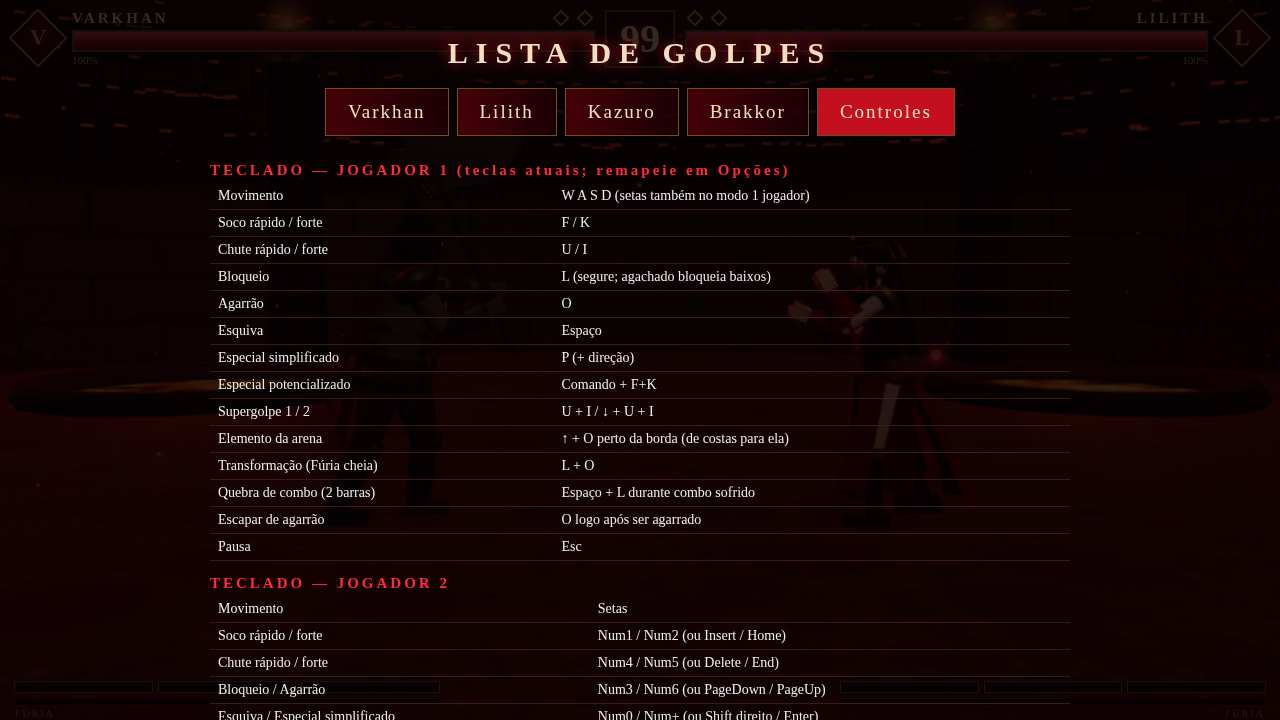 VARKHAN
LILITH
V
99
L
100%
100%
LISTA DE GOLPES
Varkhan
Lilith
Kazuro
Brakkor
Controles
TECLADO — JOGADOR 1 (teclas atuais; remapeie em Opções)
Movimento W A S D (setas também no modo 1 jogador)
Soco rápido / forte F / K
Chute rápido / forte U / I
Bloqueio L (segure; agachado bloqueia baixos)
Agarrão O
Esquiva Espaço
Especial simplificado P (+ direção)
Especial potencializado Comando + F+K
Supergolpe 1 / 2 U + I / ↓ + U + I
Elemento da arena ↑ + O perto da borda (de costas para ela)
Transformação (Fúria cheia) L + O
Quebra de combo (2 barras) Espaço + L durante combo sofrido
Escapar de agarrão O logo após ser agarrado
Pausa Esc
TECLADO — JOGADOR 2
Movimento Setas
Soco rápido / forte Num1 / Num2 (ou Insert / Home)
Chute rápido / forte Num4 / Num5 (ou Delete / End)
Bloqueio / Agarrão Num3 / Num6 (ou PageDown / PageUp)
Esquiva / Especial simplificado Num0 / Num+ (ou Shift direito / Enter)
FÚRIA
FÚRIA